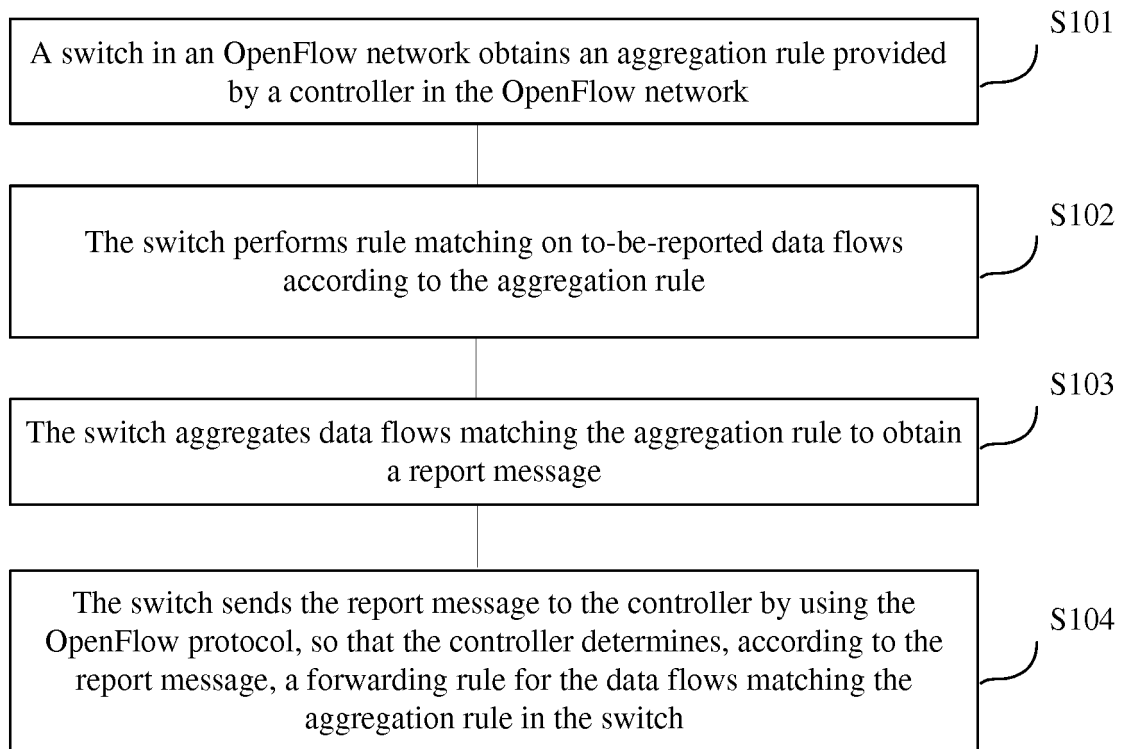 S101
A switch in an OpenFlow network obtains an aggregation rule provided
by a controller in the OpenFlow network
S102
The switch performs rule matching on to-be-reported data flows
according to the aggregation rule
S103
The switch aggregates data flows matching the aggregation rule to obtain
a report message
S104
The switch sends the report message to the controller by using the
OpenFlow protocol, so that the controller determines, according to the
report message, a forwarding rule for the data flows matching the
aggregation rule in the switch